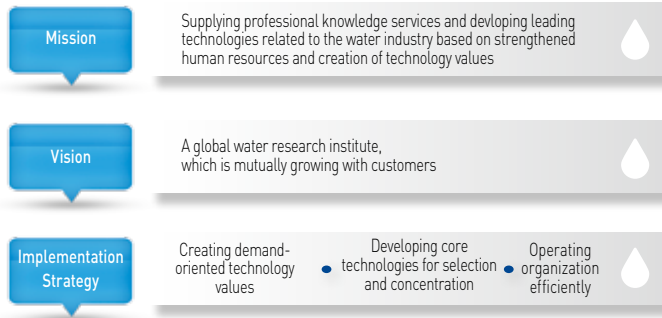 Mission
Supplying professional knowledge services and devloping leading
technologies related to the water industry based on strengthened
human resources and creation of technology values
Vision
A global water research institute,
which is mutually growing with customers
Implementation
Strategy
Creating demand-
oriented technology
values
Developing core
technologies for selection
and concentration
Operating
organization
efficiently